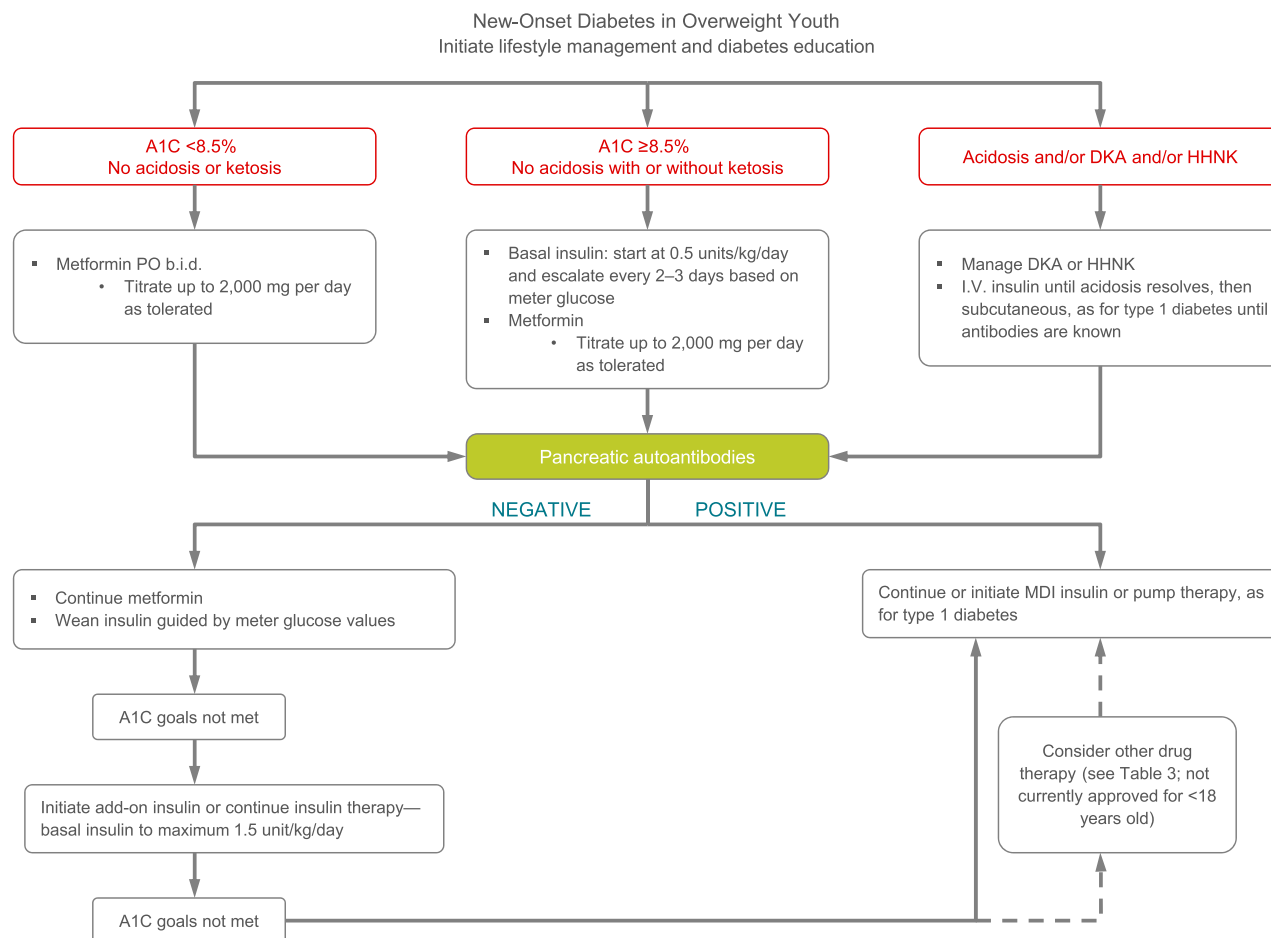 New-Onset Diabetes in Overweight Youth
Initiate lifestyle management and diabetes education
A1C <8.5%
No acidosis or ketosis
A1C ≥8.5%
No acidosis with or without ketosis
Acidosis and/or DKA and/or HHNK
▪ Metformin PO b.i.d.
• Titrate up to 2,000 mg per day
as tolerated
▪ Basal insulin: start at 0.5 units/kg/day
and escalate every 2–3 days based on
meter glucose
▪ Metformin
• Titrate up to 2,000 mg per day
as tolerated
▪ Manage DKA or HHNK
▪ I.V. insulin until acidosis resolves, then
subcutaneous, as for type 1 diabetes until
antibodies are known
Pancreatic autoantibodies
NEGATIVE
POSITIVE
▪ Continue metformin
▪ Wean insulin guided by meter glucose values
Continue or initiate MDI insulin or pump therapy, as
for type 1 diabetes
A1C goals not met
Consider other drug
therapy (see Table 3; not
currently approved for <18
years old)
Initiate add-on insulin or continue insulin therapy—
basal insulin to maximum 1.5 unit/kg/day
A1C goals not met